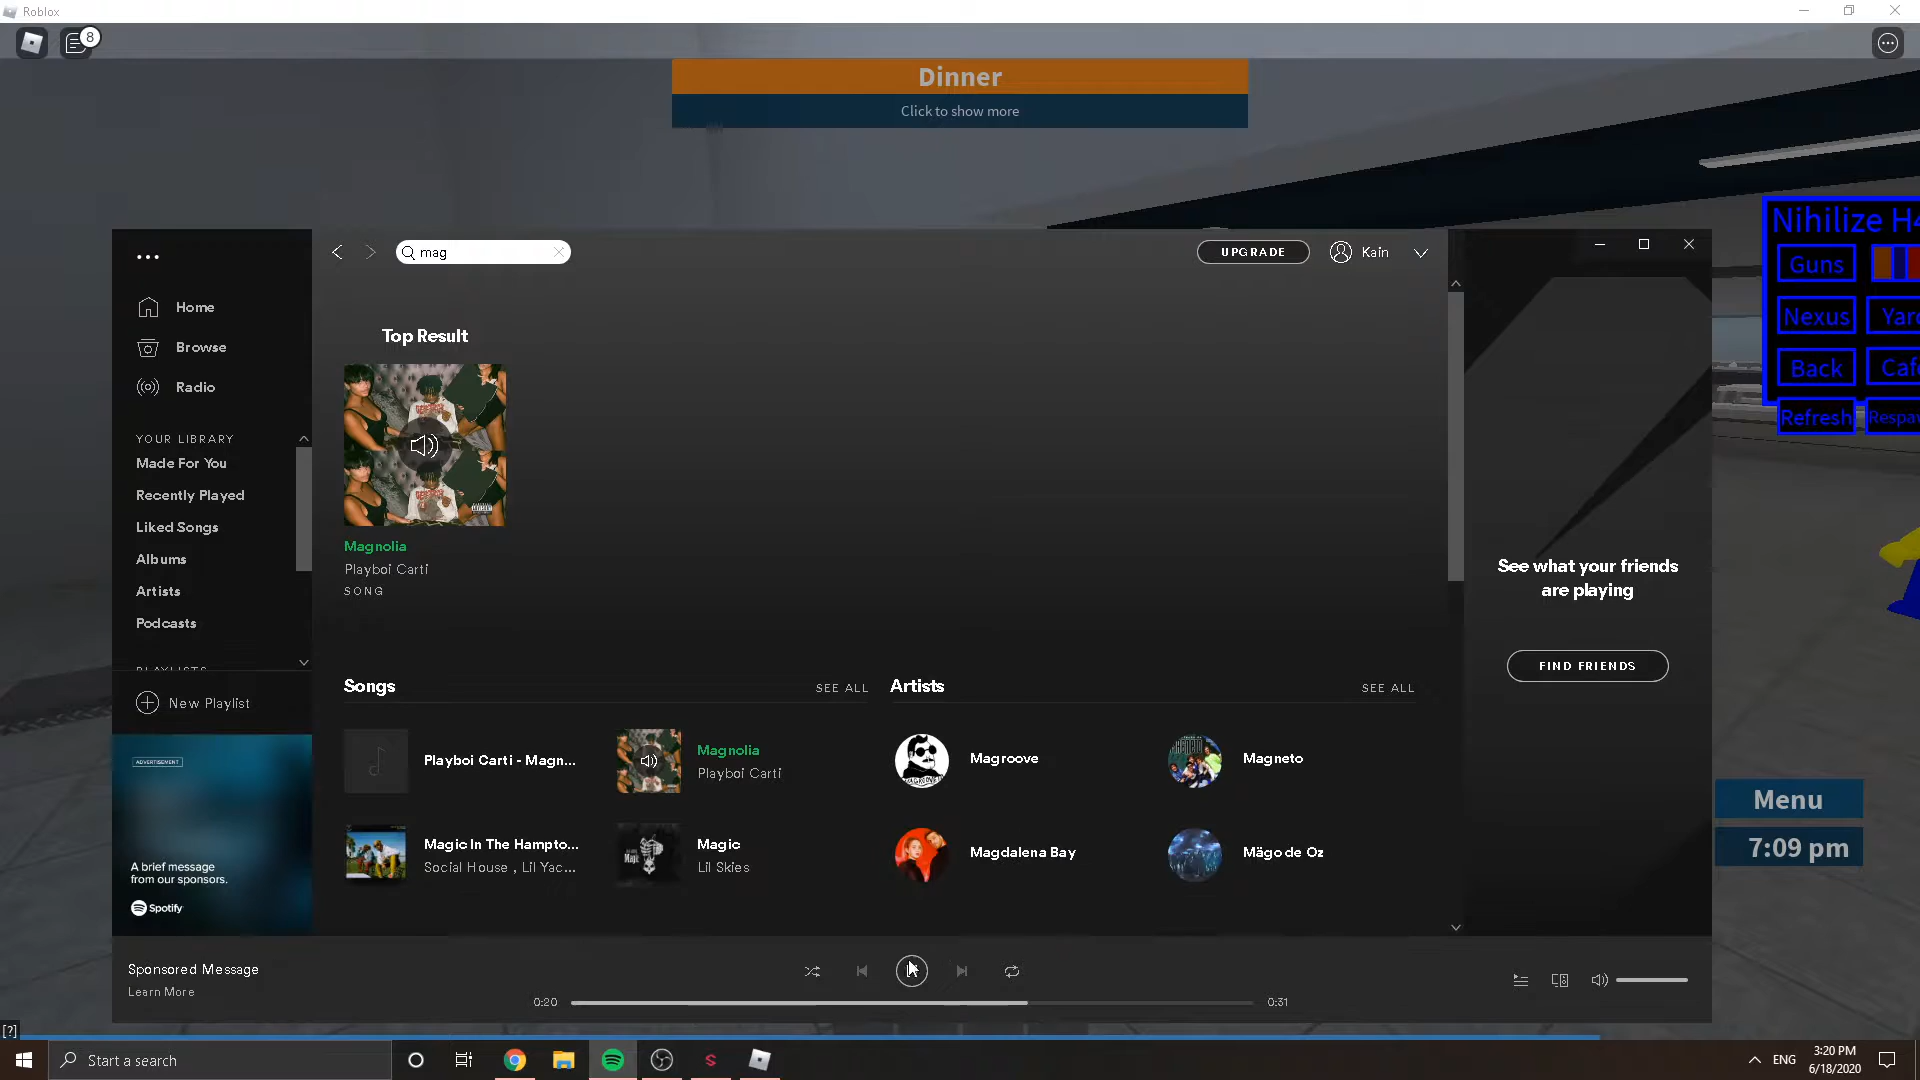 Roblox
8
Dinner
Click to show more
Nihilize
Guns
Nexus
Back
Refresh
mag
UPGRADE
Kain
Home
Browse
Radio
YOUR LIBRARY
Made For You
Recently Played
Liked Songs
Albums
Artists
Podcasts
PLAYLISTS
New Playlist
Top Result
Magnolia
Playboi Carti
SONG
See what your friends
are playing
FIND FRIENDS
Songs
SEE ALL
Artists
SEE ALL
Playboi Carti - Magn...
Magnolia
Playboi Carti
Magroove
Magneto
Magic In The Hampto...
Social House , Lil Yac...
Magic
Lil Skies
Magdalena Bay
Mägo de Oz
ADVERTISEMENT
A brief message
from our sponsors.
Spotify
Menu
7:09 pm
Sponsored Message
Learn More
0:20
0:31
[?]
Start a search
ENG
3:20 PM
6/18/2020